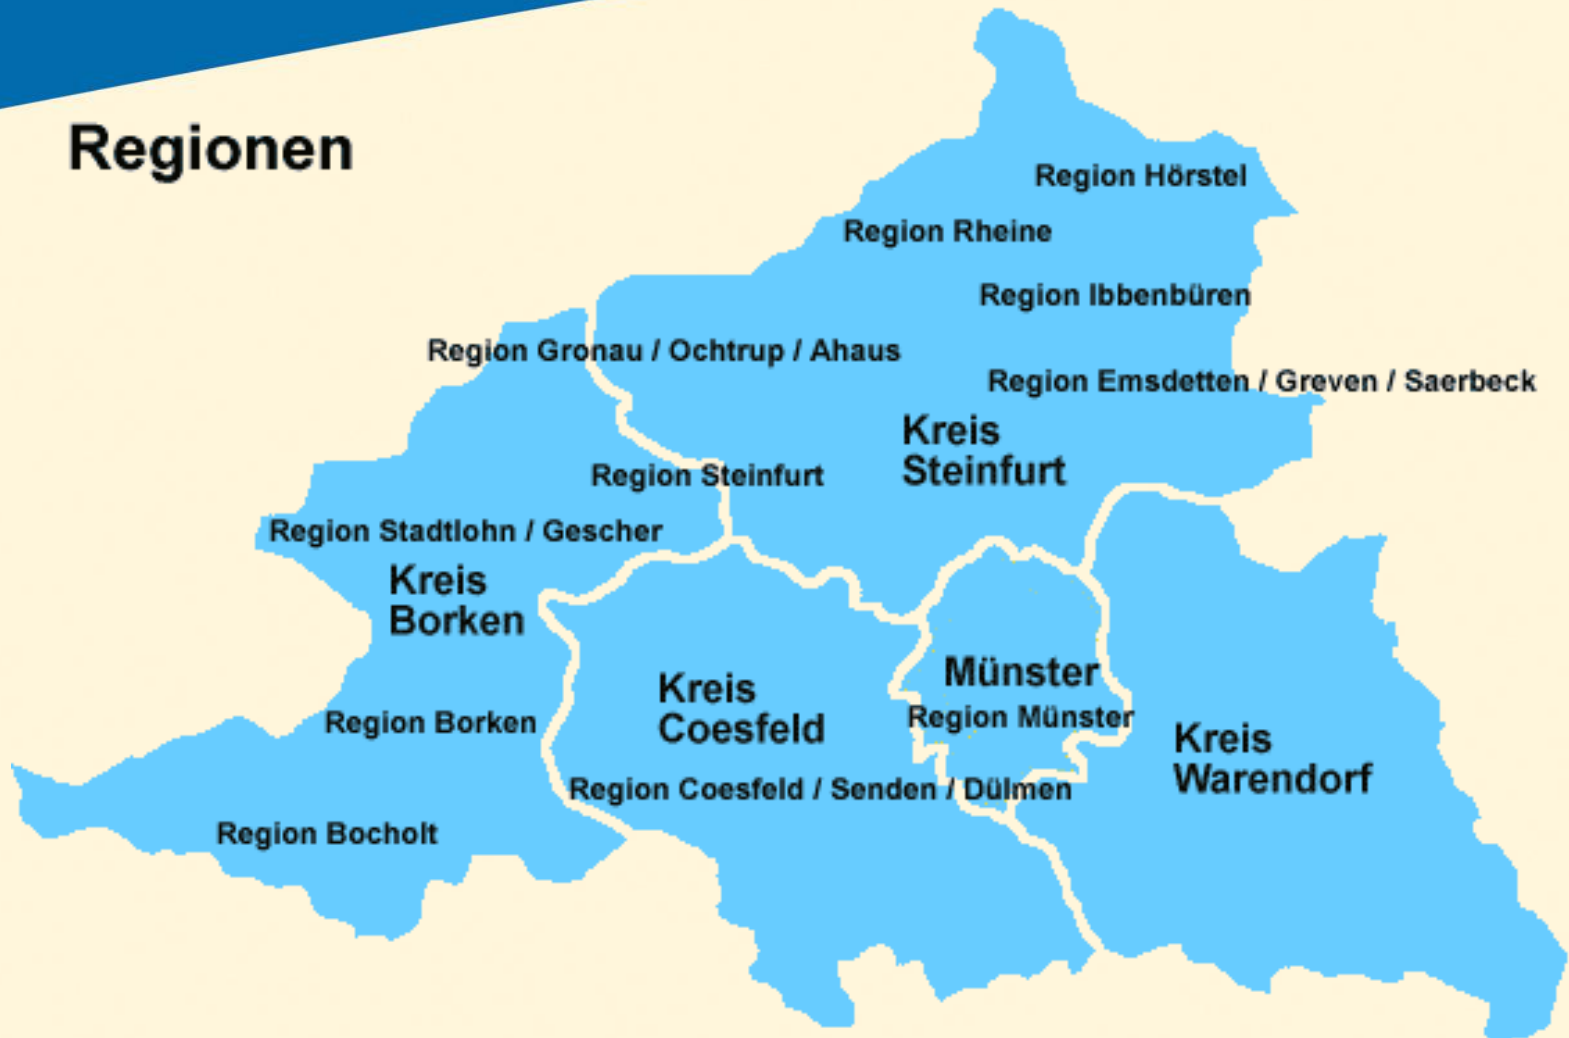 Regionen
Region Hörstel
Region Rheine
Region Ibbenbüren
Region Gronau / Ochtrup / Ahaus
Region Emsdetten / Greven / Saerbeck
Kreis
Steinfurt
Region Steinfurt
Region Stadtlohn / Gescher
Kreis
Borken
Münster
Kreis
Coesfeld
Region Münster
Region Borken
Kreis
Warendorf
Region Coesfeld / Senden / Dülmen
Region Bocholt